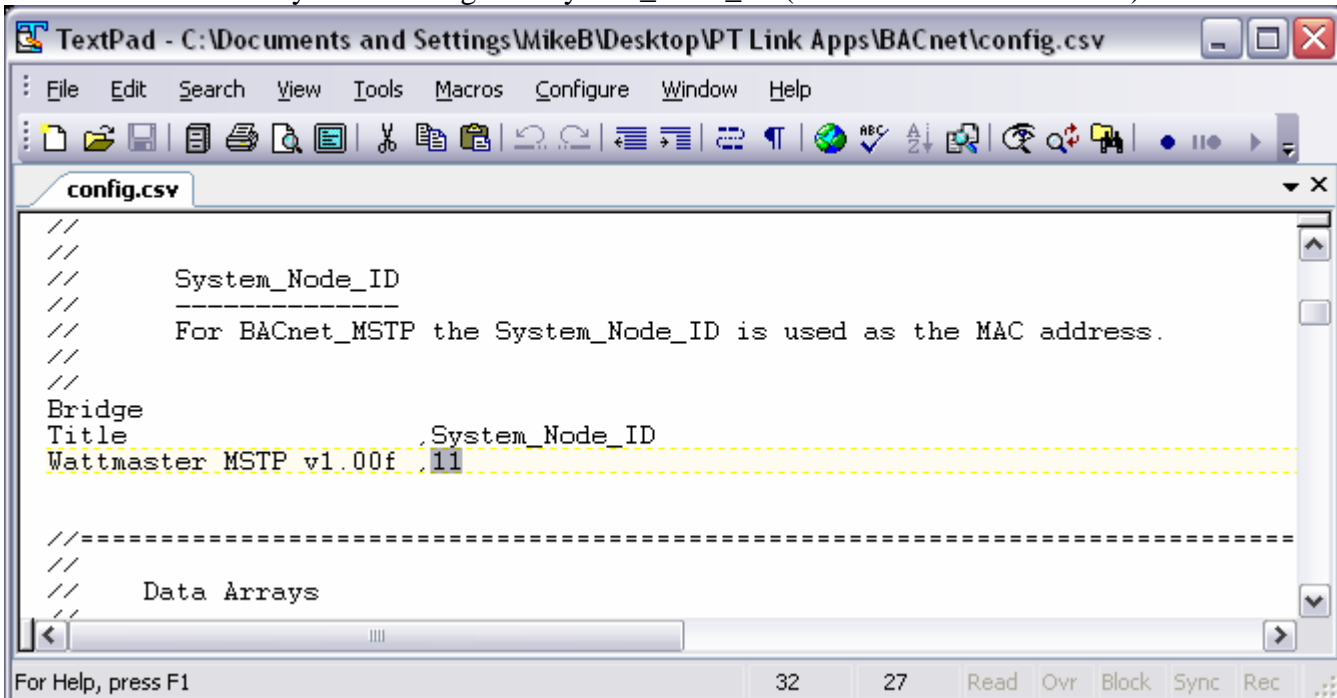 TextPad - C:\Documents and Settings\MikeB\Desktop\PT Link Apps\BACnet\config.csv
File Edit Search View Tools Macros Configure Window Help
config.csv
//
//
// System_Node_ID
// --------------
// For BACnet_MSTP the System_Node_ID is used as the MAC address.
//
//
Bridge
Title ,System_Node_ID
Wattmaster MSTP v1.00f ,11
//============================================================================
//
// Data Arrays
//
For Help, press F1 32 27 Read Ovr Block Sync Rec